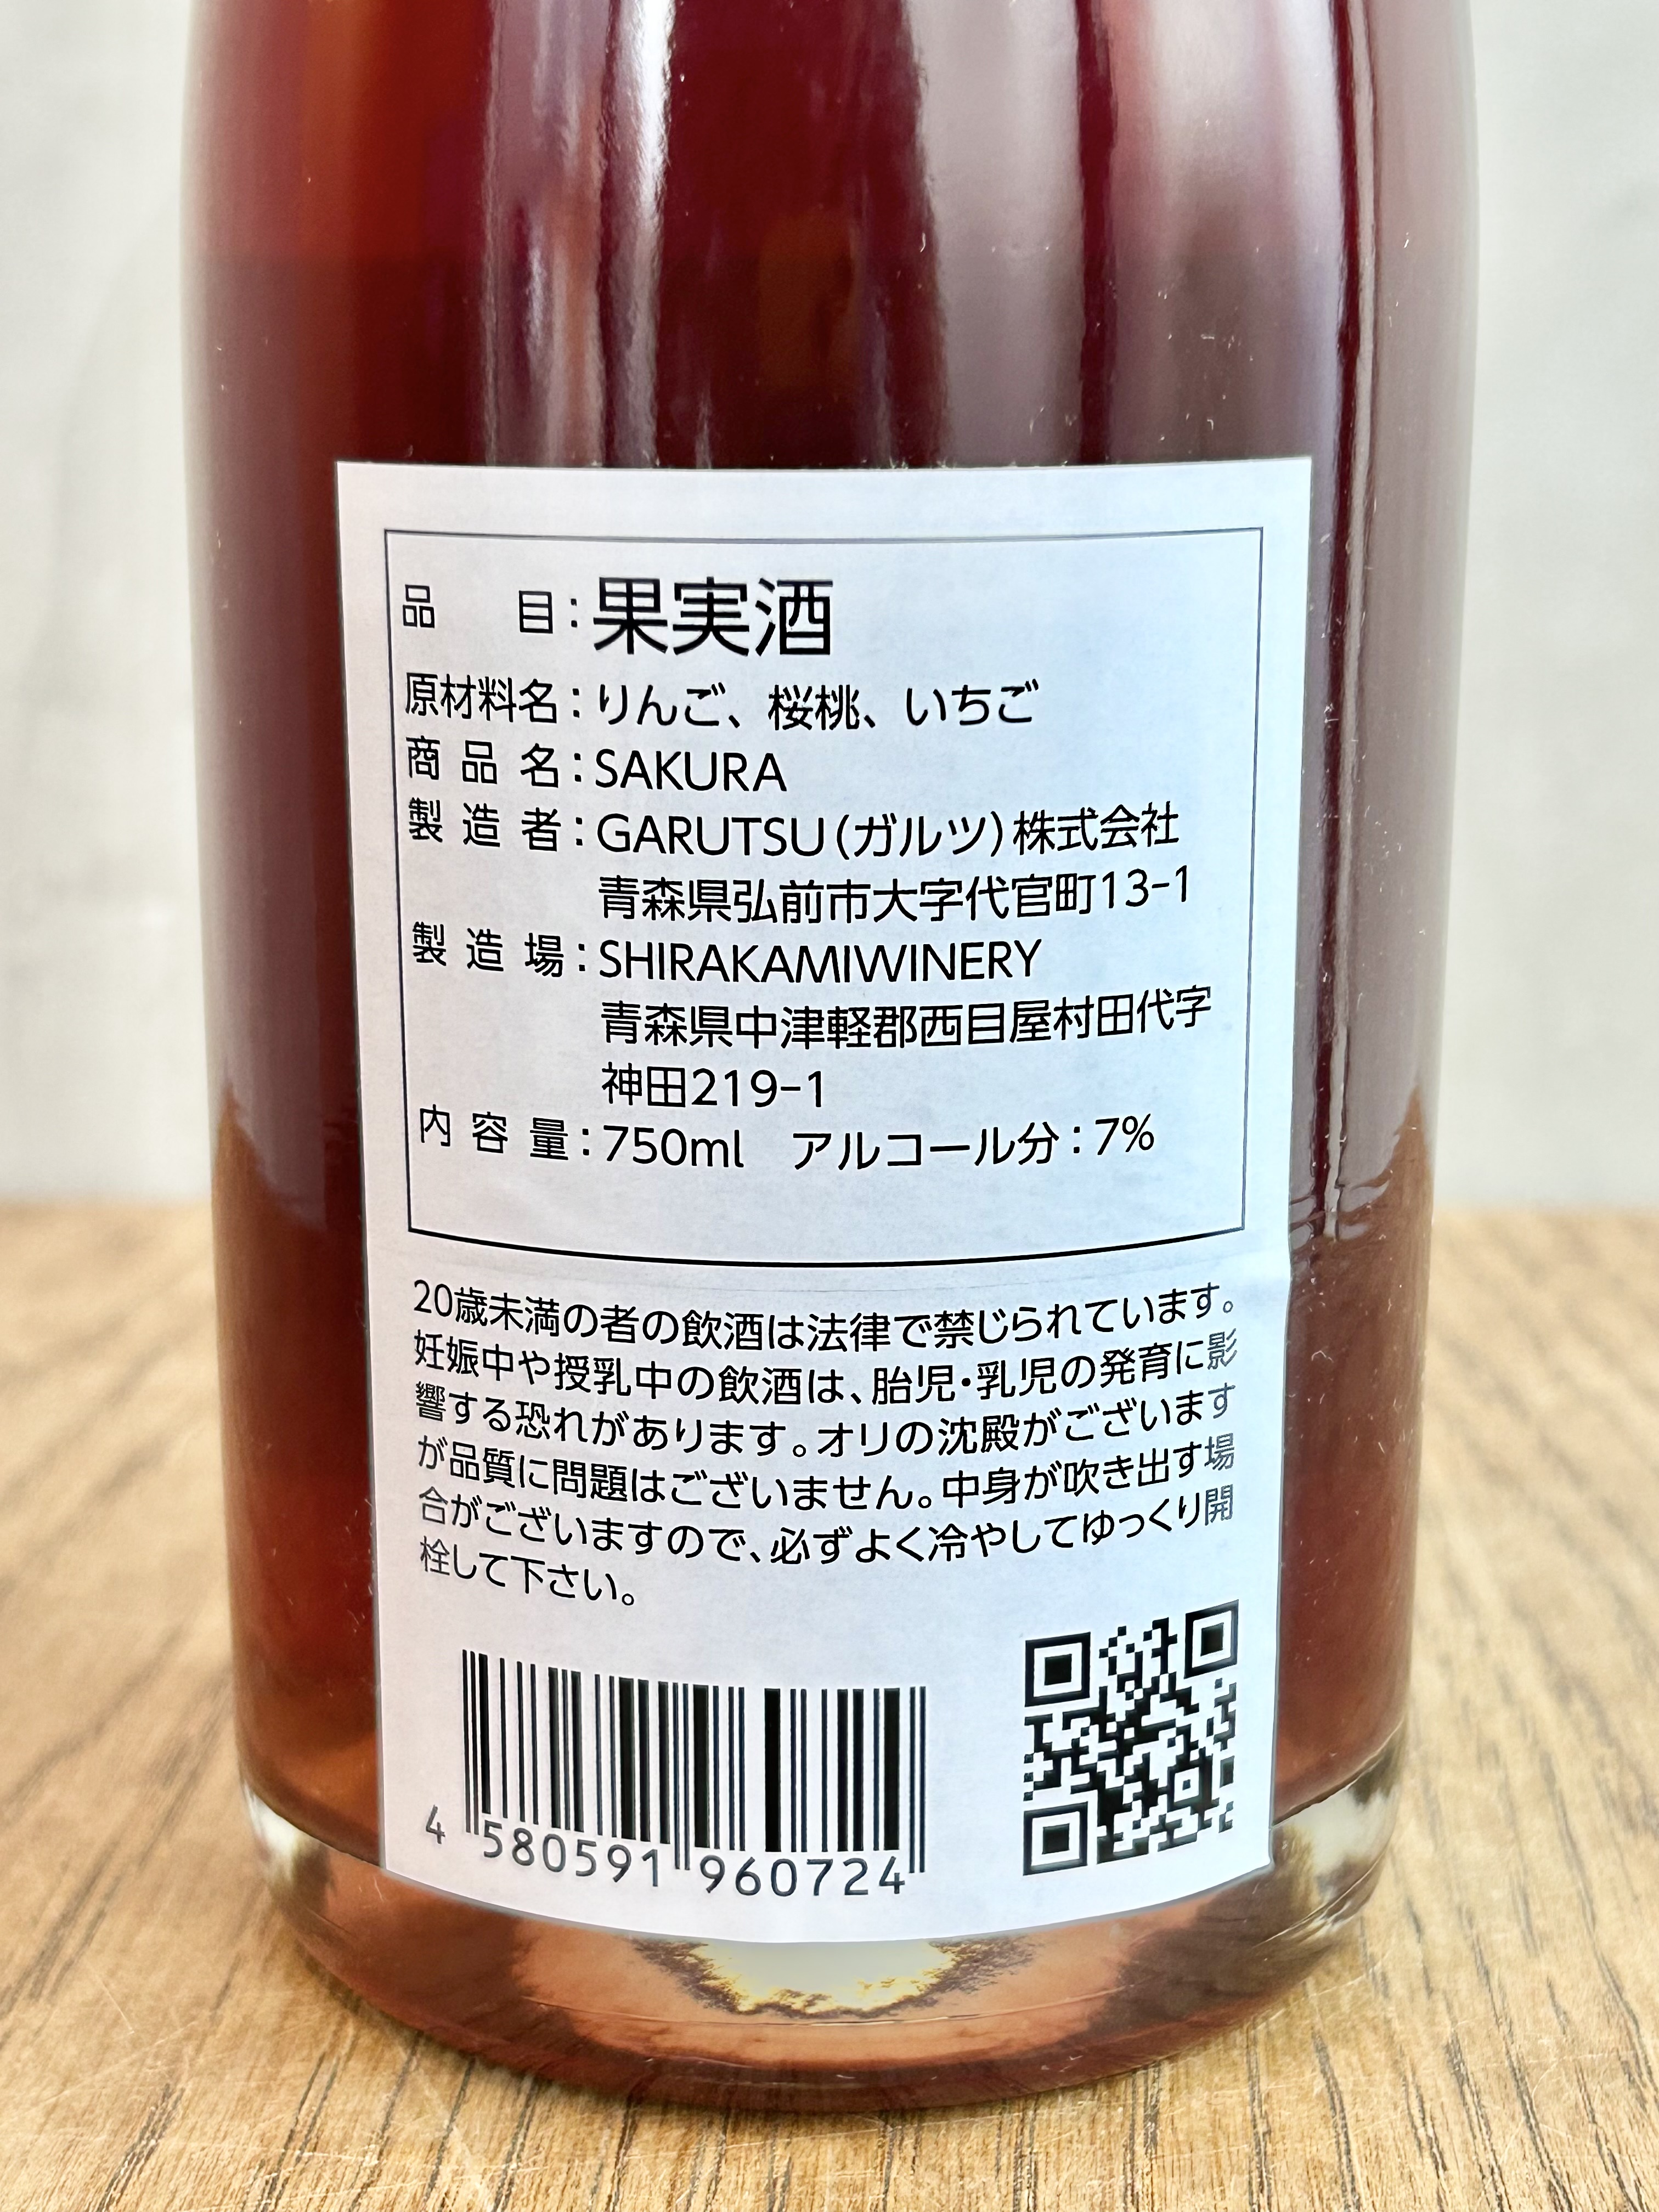 品　目：果実酒
原材料名：りんご、桜桃、いちご
商品名：SAKURA
製造者：GARUTSU（ガルツ）株式会社
青森県弘前市大字代官町13-1
製造場：SHIRAKAMIWINERY
青森県中津軽郡西目屋村田代字
神田219-1
内容量：750ml　アルコール分：7%
20歳未満の者の飲酒は法律で禁じられています。
妊娠中や授乳中の飲酒は、胎児・乳児の発育に影
響する恐れがあります。オリの沈殿がございます
が品質に問題はございません。中身が吹き出す場
合がございますので、必ずよく冷やしてゆっくり開
栓して下さい。
4 580591 960724